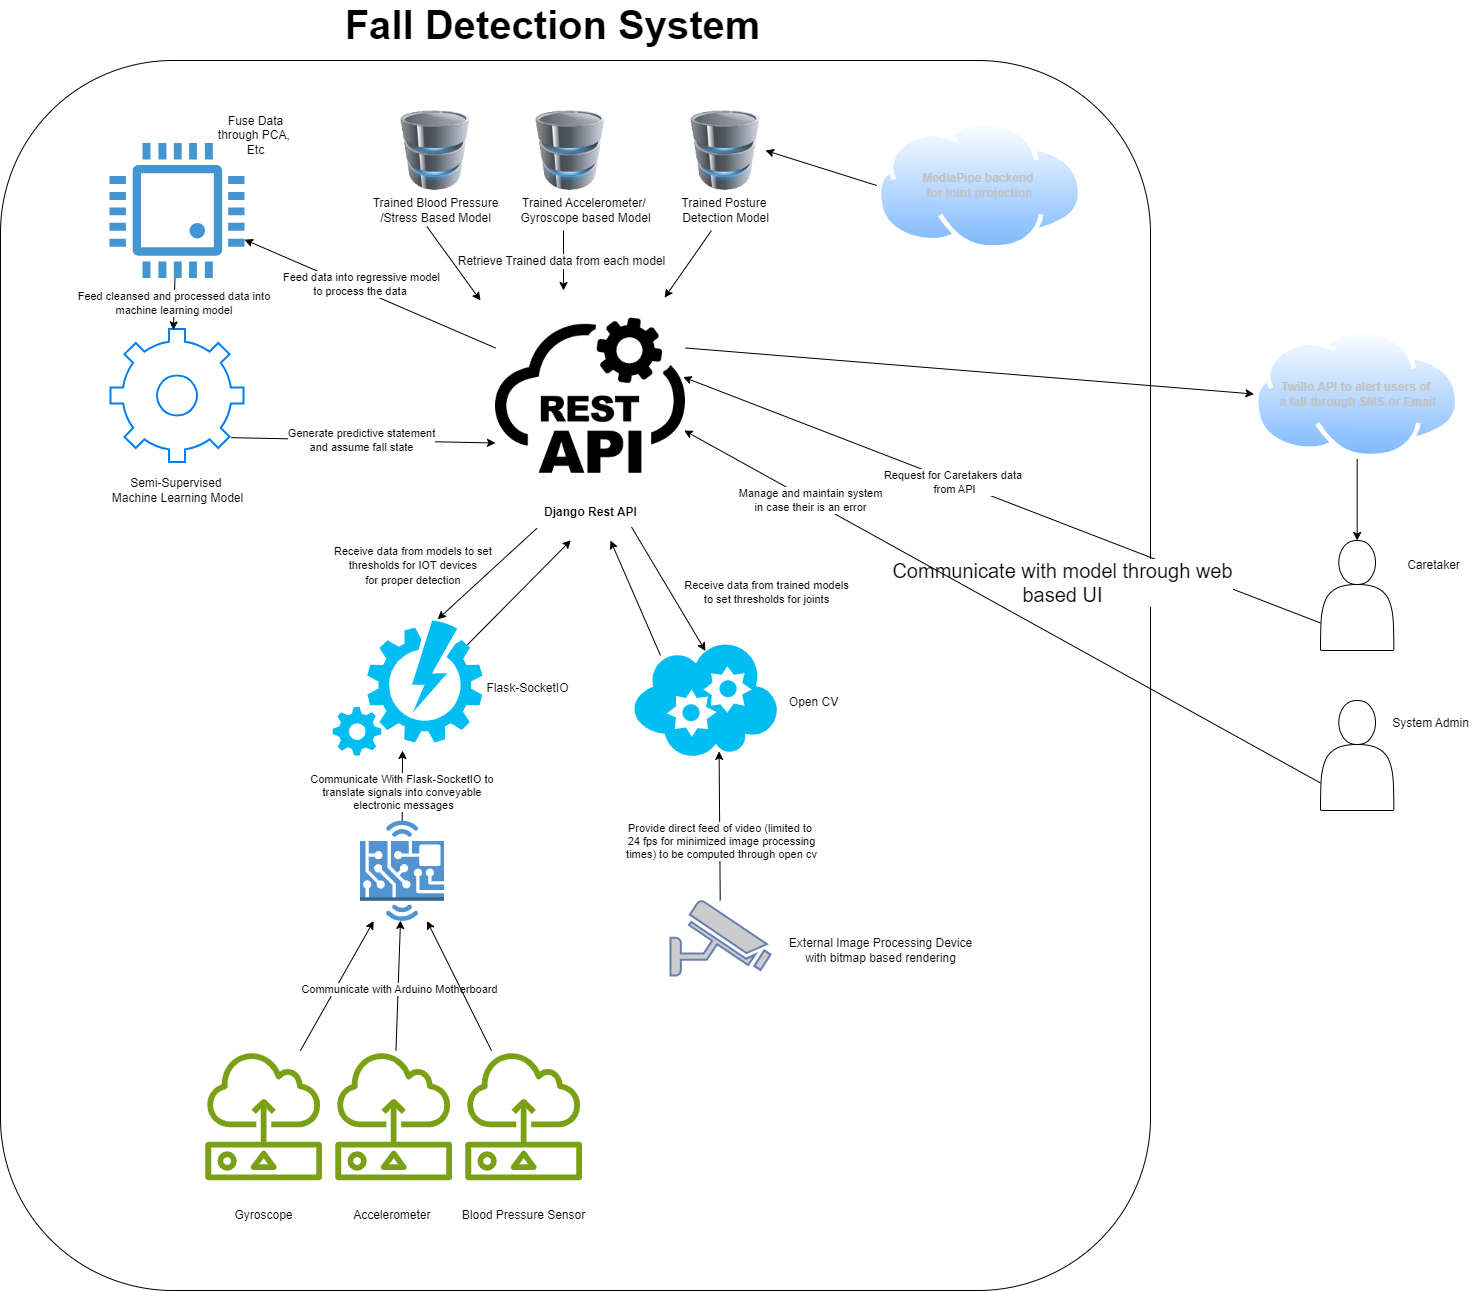 Fall Detection System
Fuse Data
through PCA,
Etc
Trained Blood Pressure
/Stress Based Model
Trained Accelerometer/
Gyroscope based Model
Trained Posture
Detection Model
MediaPipe backend
for joint projection
Retrieve Trained data from each model
Feed data into regressive model
to process the data
Feed cleansed and processed data into
machine learning model
REST
API
Twillo API to alert users of
a fall through SMS or Email
Generate predictive statement
and assume fall state
Semi-Supervised
Machine Learning Model
Request for Caretakers data
from API
Manage and maintain system
in case their is an error
Django Rest API
Receive data from models to set
thresholds for IOT devices
for proper detection
Receive data from trained models
to set thresholds for joints
Communicate with model through web
based UI
Caretaker
Flask-SocketIO
Open CV
System Admin
Communicate With Flask-SocketIO to
translate signals into conveyable
electronic messages
Provide direct feed of video (limited to
24 fps for minimized image processing
times) to be computed through open cv
External Image Processing Device
with bitmap based rendering
Communicate with Arduino Motherboard
Gyroscope
Accelerometer
Blood Pressure Sensor